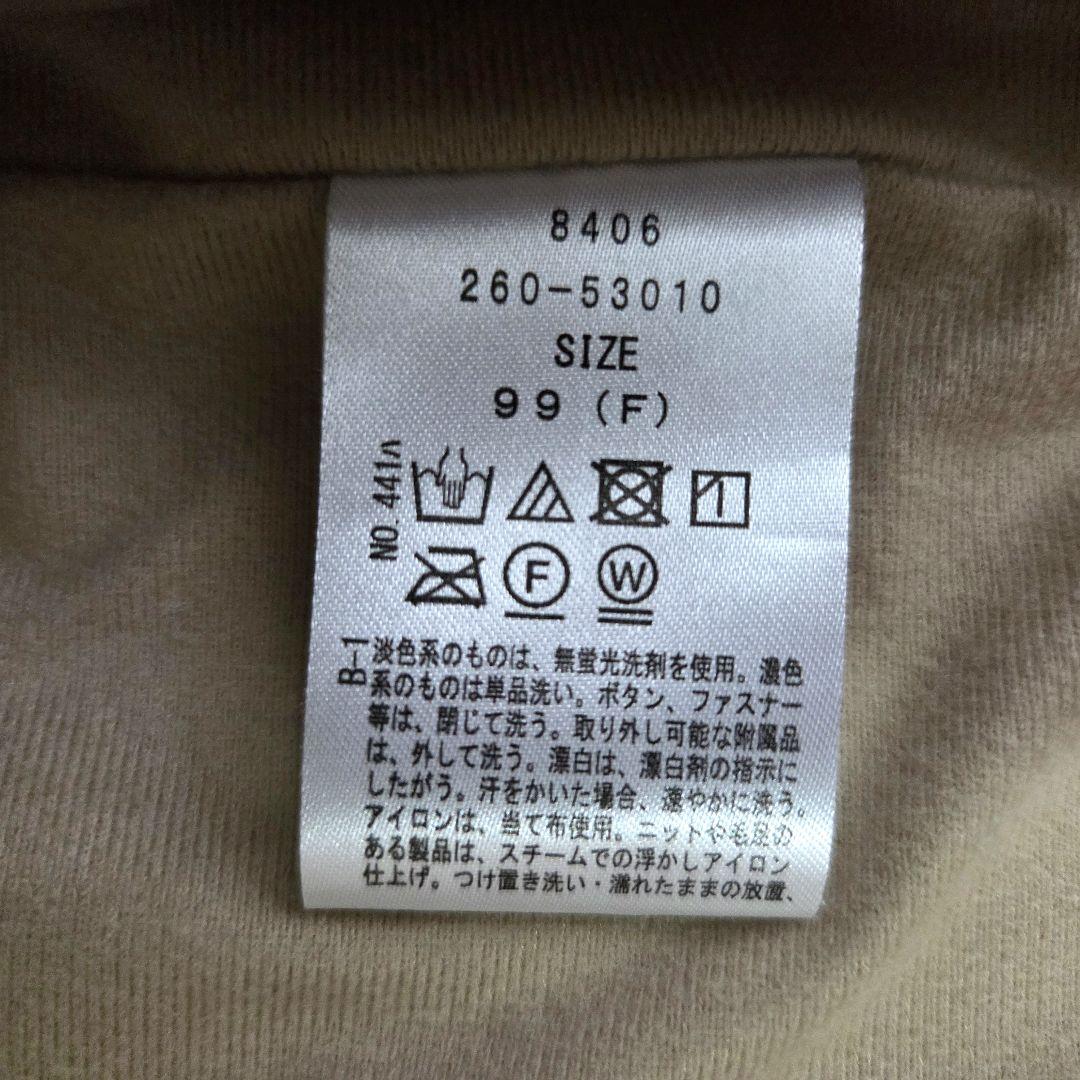 8406
260-53010
SIZE
99 (F)
NO. 441ハ
F
W
B-1
淡色系のものは、無蛍光洗剤を使用。濃色
系のものは単品洗い。ボタン、ファスナー
等は、閉じて洗う。取り外し可能な附属品
は、外して洗う。漂白は、漂白剤の指示に
したがう。汗をかいた場合、速やかに洗う。
アイロンは、当て布使用。ニットや毛足の
ある製品は、スチームでの浮かしアイロン
仕上げ。つけ置き洗い・濡れたままの放置、